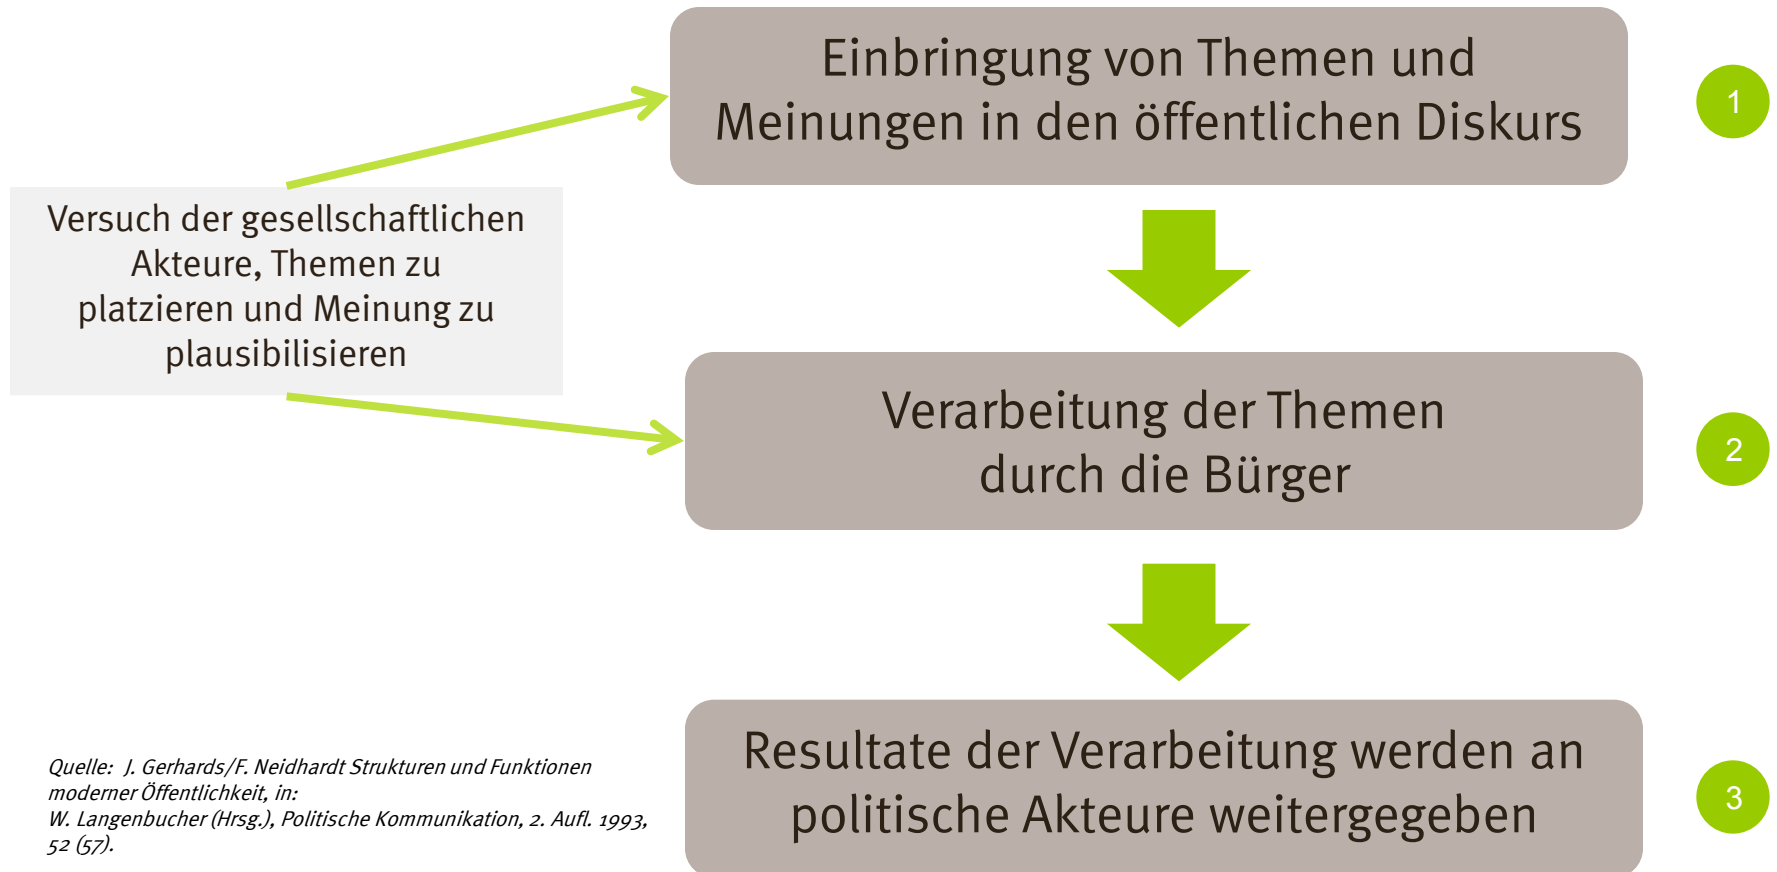 Einbringung von Themen und
Meinungen in den öffentlichen Diskurs
1
Versuch der gesellschaftlichen
Akteure, Themen zu
platzieren und Meinung zu
plausibilisieren
Verarbeitung der Themen
durch die Bürger
2
Resultate der Verarbeitung werden an
politische Akteure weitergegeben
3
Quelle: J. Gerhards/F. Neidhardt Strukturen und Funktionen
moderner Öffentlichkeit, in:
W. Langenbucher (Hrsg.), Politische Kommunikation, 2. Aufl. 1993,
52 (57).